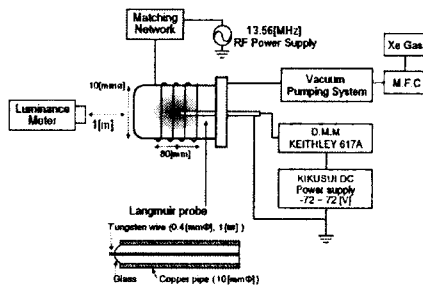 Matching
Network
13.56[MHz]
RF Power Supply
Xe Gas
Vacuum
Pumping System
M.F.C
Luminance
Meter
1[m]
80[mm]
D.M.M
KEITHLEY 617A
KIKUSUI DC
Power supply
-72 ~ 72 [V]
Langmuir probe
Tungsten wire (0.4[mmΦ], 1[m])
Glass
Copper pipe (10[mmΦ])